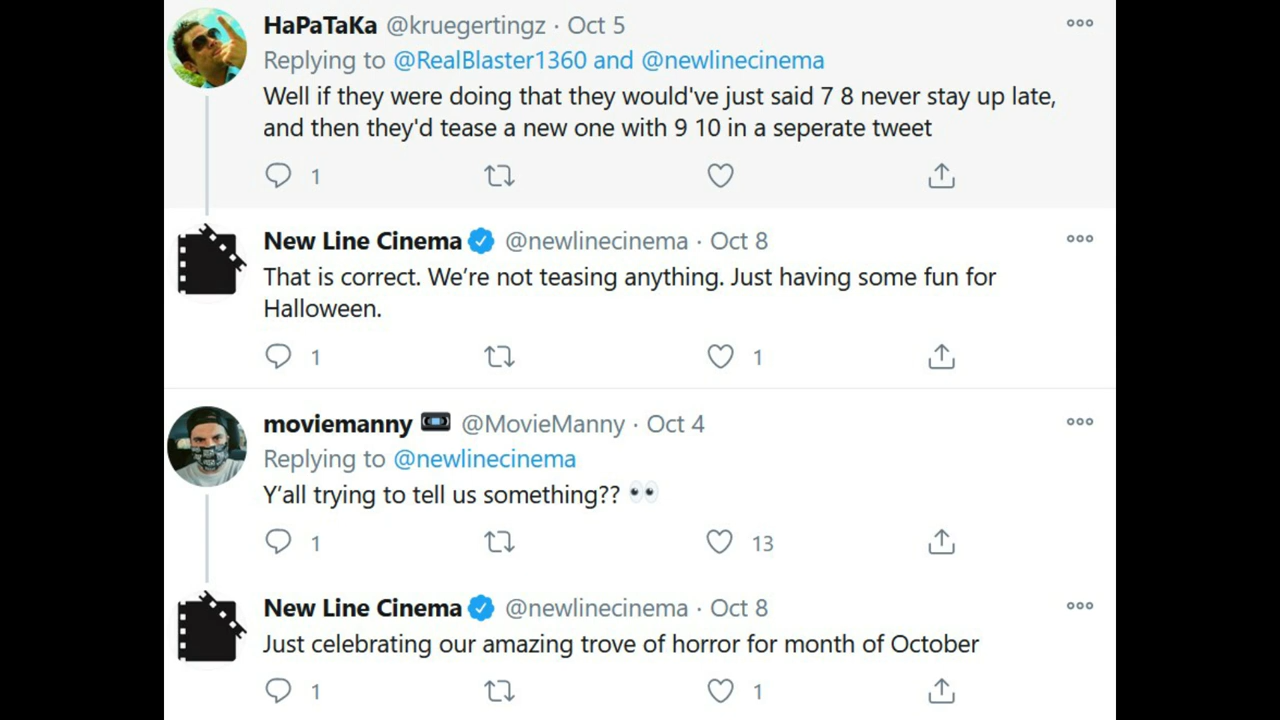 HaPaTaKa @kruegertingz · Oct 5
Replying to @RealBlaster1360 and @newlinecinema
Well if they were doing that they would've just said 7 8 never stay up late,
and then they'd tease a new one with 9 10 in a seperate tweet
1
New Line Cinema @newlinecinema · Oct 8
That is correct. We’re not teasing anything. Just having some fun for
Halloween.
1 1
moviemanny 📼 @MovieManny · Oct 4
Replying to @newlinecinema
Y’all trying to tell us something?? 👀
1 13
New Line Cinema @newlinecinema · Oct 8
Just celebrating our amazing trove of horror for month of October
1 1